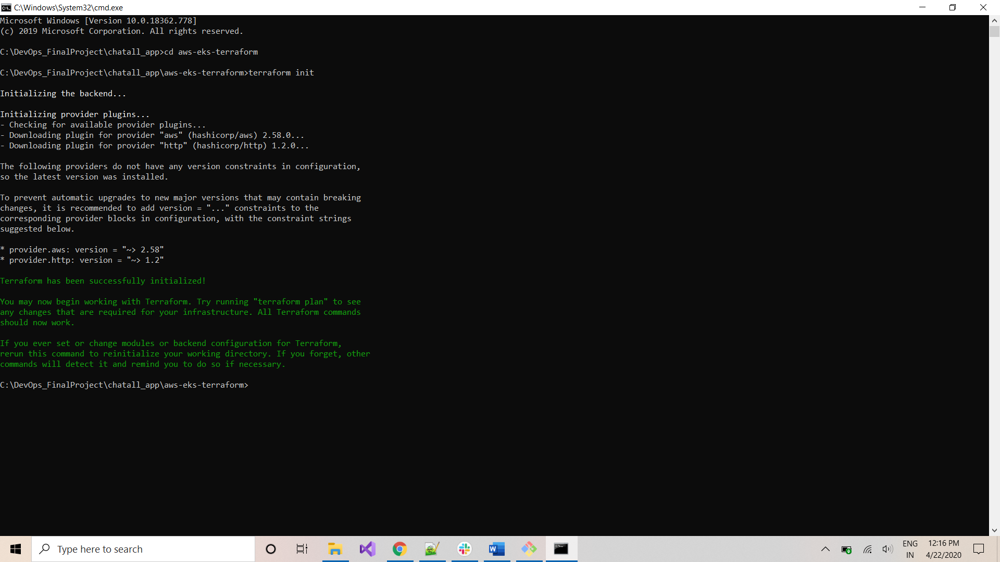 C:\Windows\System32\cmd.exe
Microsoft Windows [Version 10.0.18362.778]
(c) 2019 Microsoft Corporation. All rights reserved.
C:\DevOps_FinalProject\chatall_app>cd aws-eks-terraform
C:\DevOps_FinalProject\chatall_app\aws-eks-terraform>terraform init
Initializing the backend...
Initializing provider plugins...
- Checking for available provider plugins...
- Downloading plugin for provider "aws" (hashicorp/aws) 2.58.0...
- Downloading plugin for provider "http" (hashicorp/http) 1.2.0...
The following providers do not have any version constraints in configuration,
so the latest version was installed.
To prevent automatic upgrades to new major versions that may contain breaking
changes, it is recommended to add version = "..." constraints to the
corresponding provider blocks in configuration, with the constraint strings
suggested below.
* provider.aws: version = "~> 2.58"
* provider.http: version = "~> 1.2"
Terraform has been successfully initialized!
You may now begin working with Terraform. Try running "terraform plan" to see
any changes that are required for your infrastructure. All Terraform commands
should now work.
If you ever set or change modules or backend configuration for Terraform,
rerun this command to reinitialize your working directory. If you forget, other
commands will detect it and remind you to do so if necessary.
C:\DevOps_FinalProject\chatall_app\aws-eks-terraform>
Type here to search
ENG
IN
12:16 PM
4/22/2020